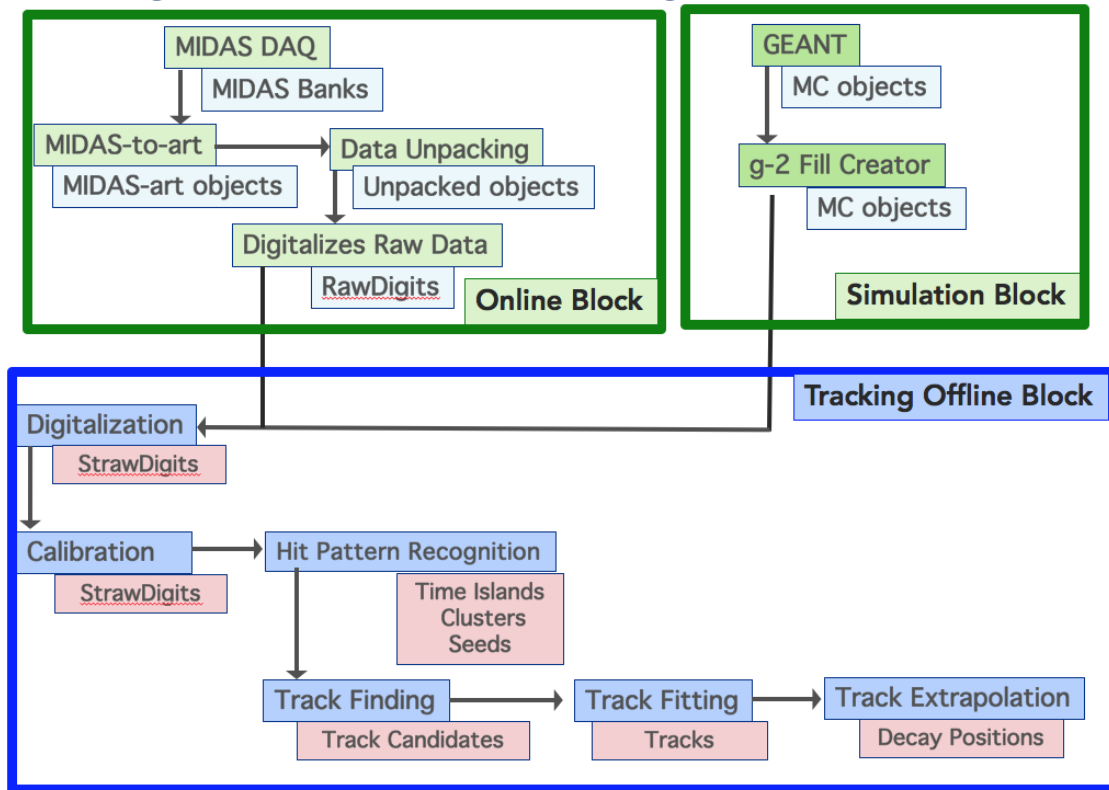 MIDAS DAQ
MIDAS Banks
MIDAS-to-art
MIDAS-art objects
Data Unpacking
Unpacked objects
Digitalizes Raw Data
RawDigits
Online Block
GEANT
MC objects
g-2 Fill Creator
MC objects
Simulation Block
Tracking Offline Block
Digitalization
StrawDigits
Calibration
StrawDigits
Hit Pattern Recognition
Time Islands
Clusters
Seeds
Track Finding
Track Candidates
Track Fitting
Tracks
Track Extrapolation
Decay Positions